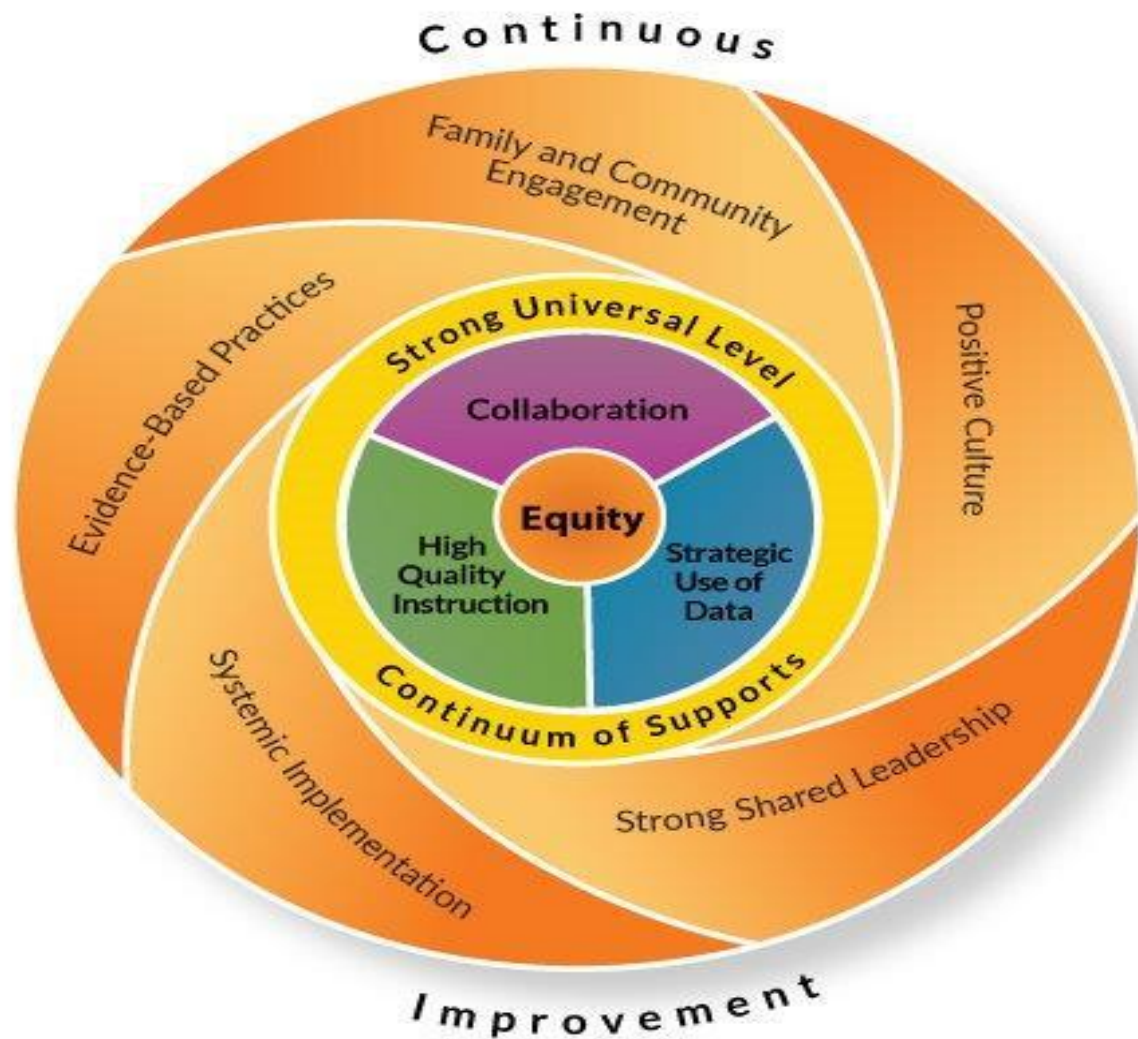 Continuous
Family and Community
Engagement
Positive Culture
Evidence-Based Practices
Strong Universal Level
Collaboration
Equity
High
Quality
Instruction
Strategic
Use of
Data
Continuum of Supports
Systemic Implementation
Strong Shared Leadership
Improvement